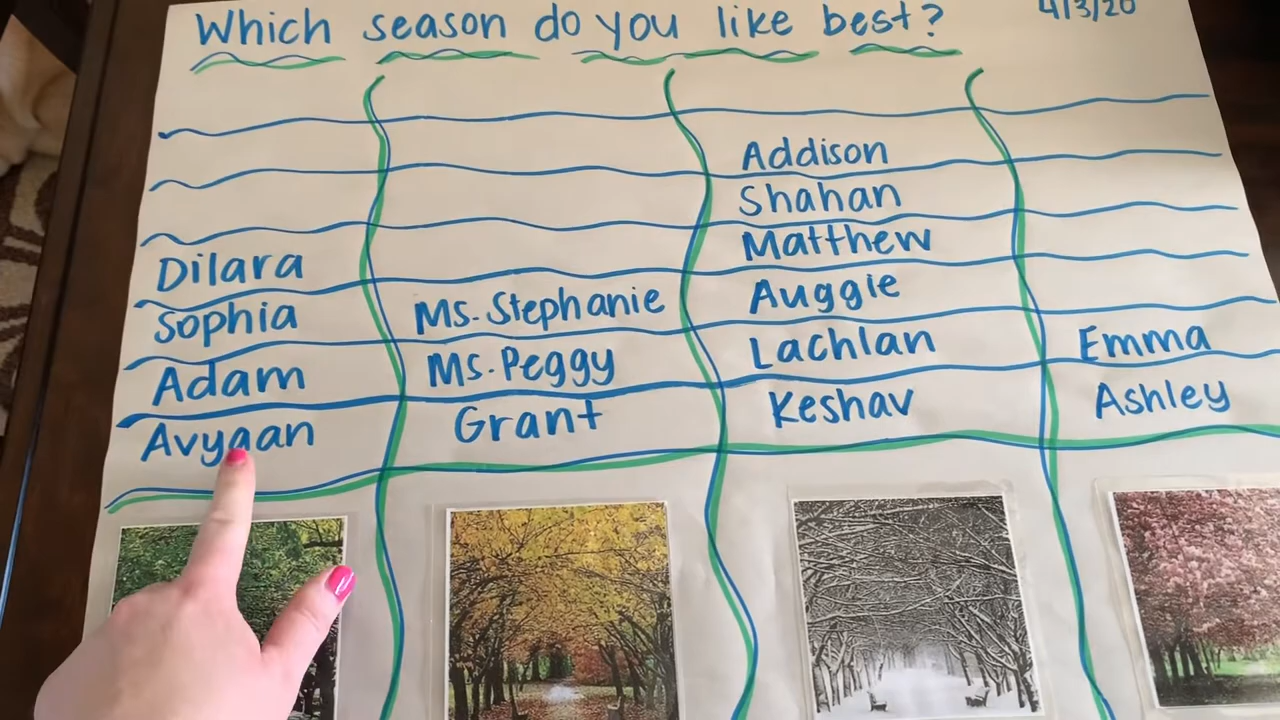 Which season do you like best?
4/3/20
Dilara
Sophia
Adam
Avyaan
Ms. Stephanie
Ms. Peggy
Grant
Addison
Shahan
Matthew
Auggie
Lachlan
Keshav
Emma
Ashley